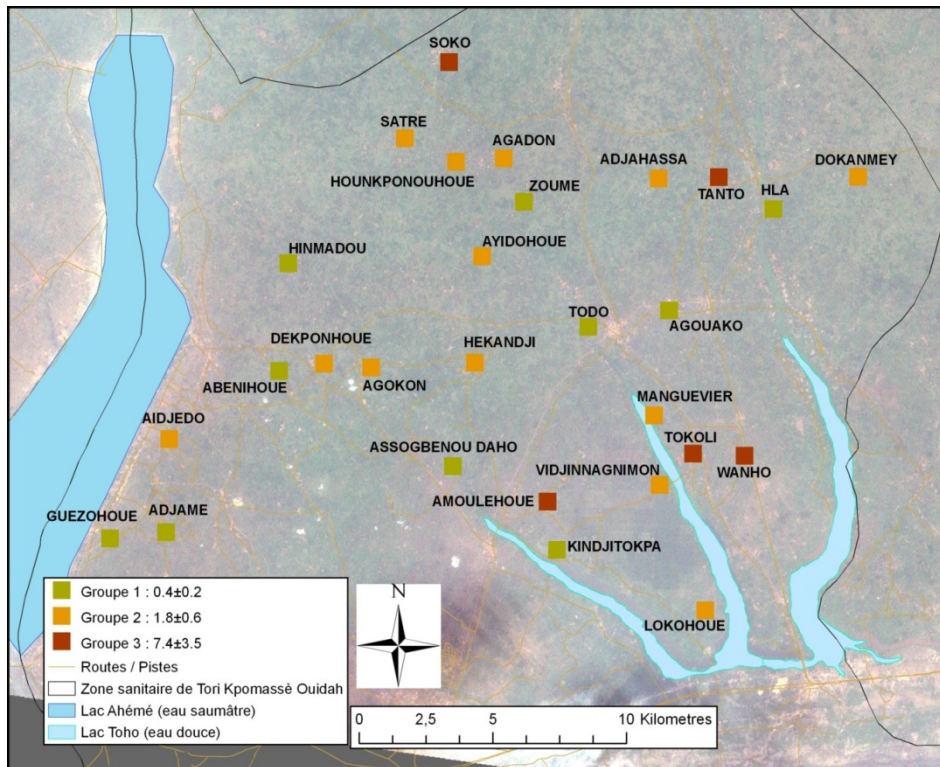 SOKO
SATRE
AGADON
HOUNKPONOUHOUE
ADJAHASSA
DOKANMEY
ZOUME
TANTO
HLA
HINMADOU
AYIDOHOUE
TODO
AGOUAKO
DEKPONHOUE
HEKANDJI
ABENIHOUE
AGOKON
MANGUEVIER
AIDJEDO
TOKOLI
ASSOGBENOU DAHO
WANHO
VIDJINNAGNIMON
AMOULEHOUE
GUEZOHOUE
ADJAME
KINDJITOKPA
LOKOHOUE
Groupe 1 : 0.4±0.2
Groupe 2 : 1.8±0.6
Groupe 3 : 7.4±3.5
Routes / Pistes
Zone sanitaire de Tori Kpomassè Ouidah
Lac Ahémé (eau saumâtre)
Lac Toho (eau douce)
N
0 2,5 5 10 Kilometres